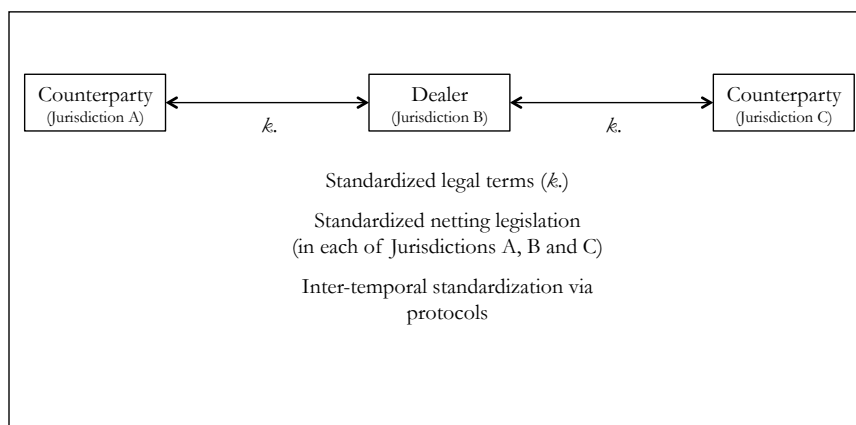 Counterparty
(Jurisdiction A)
Dealer
(Jurisdiction B)
Counterparty
(Jurisdiction C)
k.
k.
Standardized legal terms (k.)
Standardized netting legislation
(in each of Jurisdictions A, B and C)
Inter-temporal standardization via
protocols